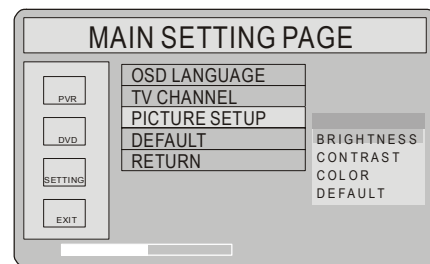 MAIN SETTING PAGE
PVR
DVD
SETTING
EXIT
OSD LANGUAGE
TV CHANNEL
PICTURE SETUP
DEFAULT
RETURN
BRIGHTNESS
CONTRAST
COLOR
DEFAULT